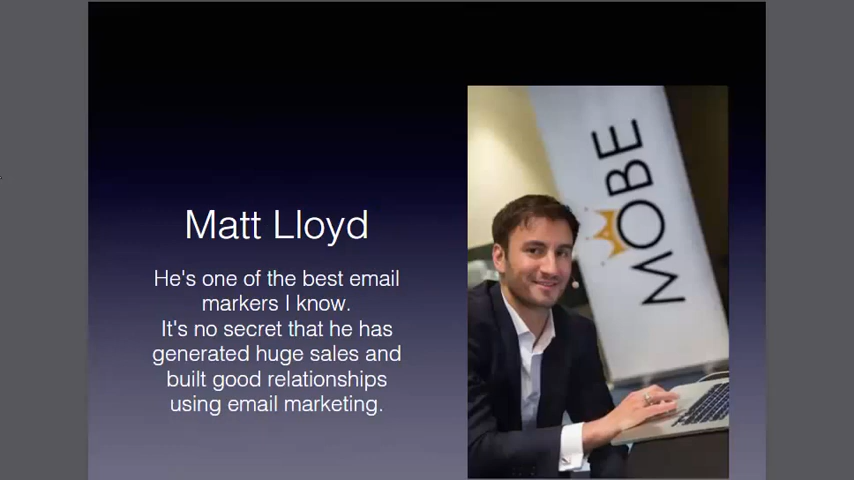 Matt Lloyd
He's one of the best email
markers I know.
It's no secret that he has
generated huge sales and
built good relationships
using email marketing.
MOBE